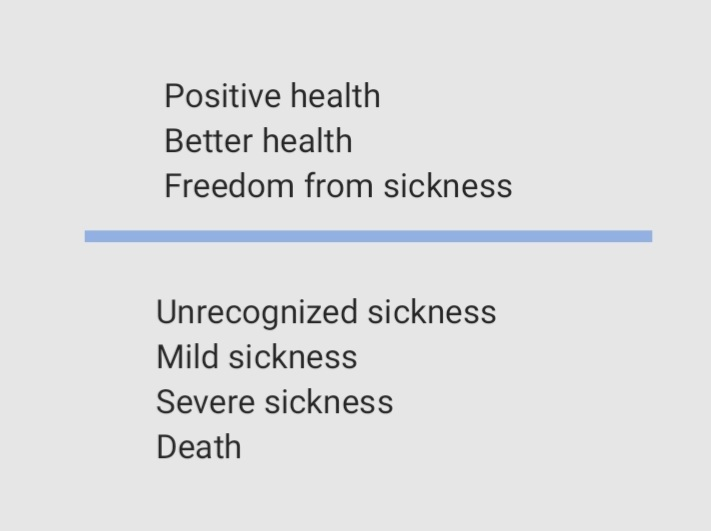 Positive health
Better health
Freedom from sickness
Unrecognized sickness
Mild sickness
Severe sickness
Death